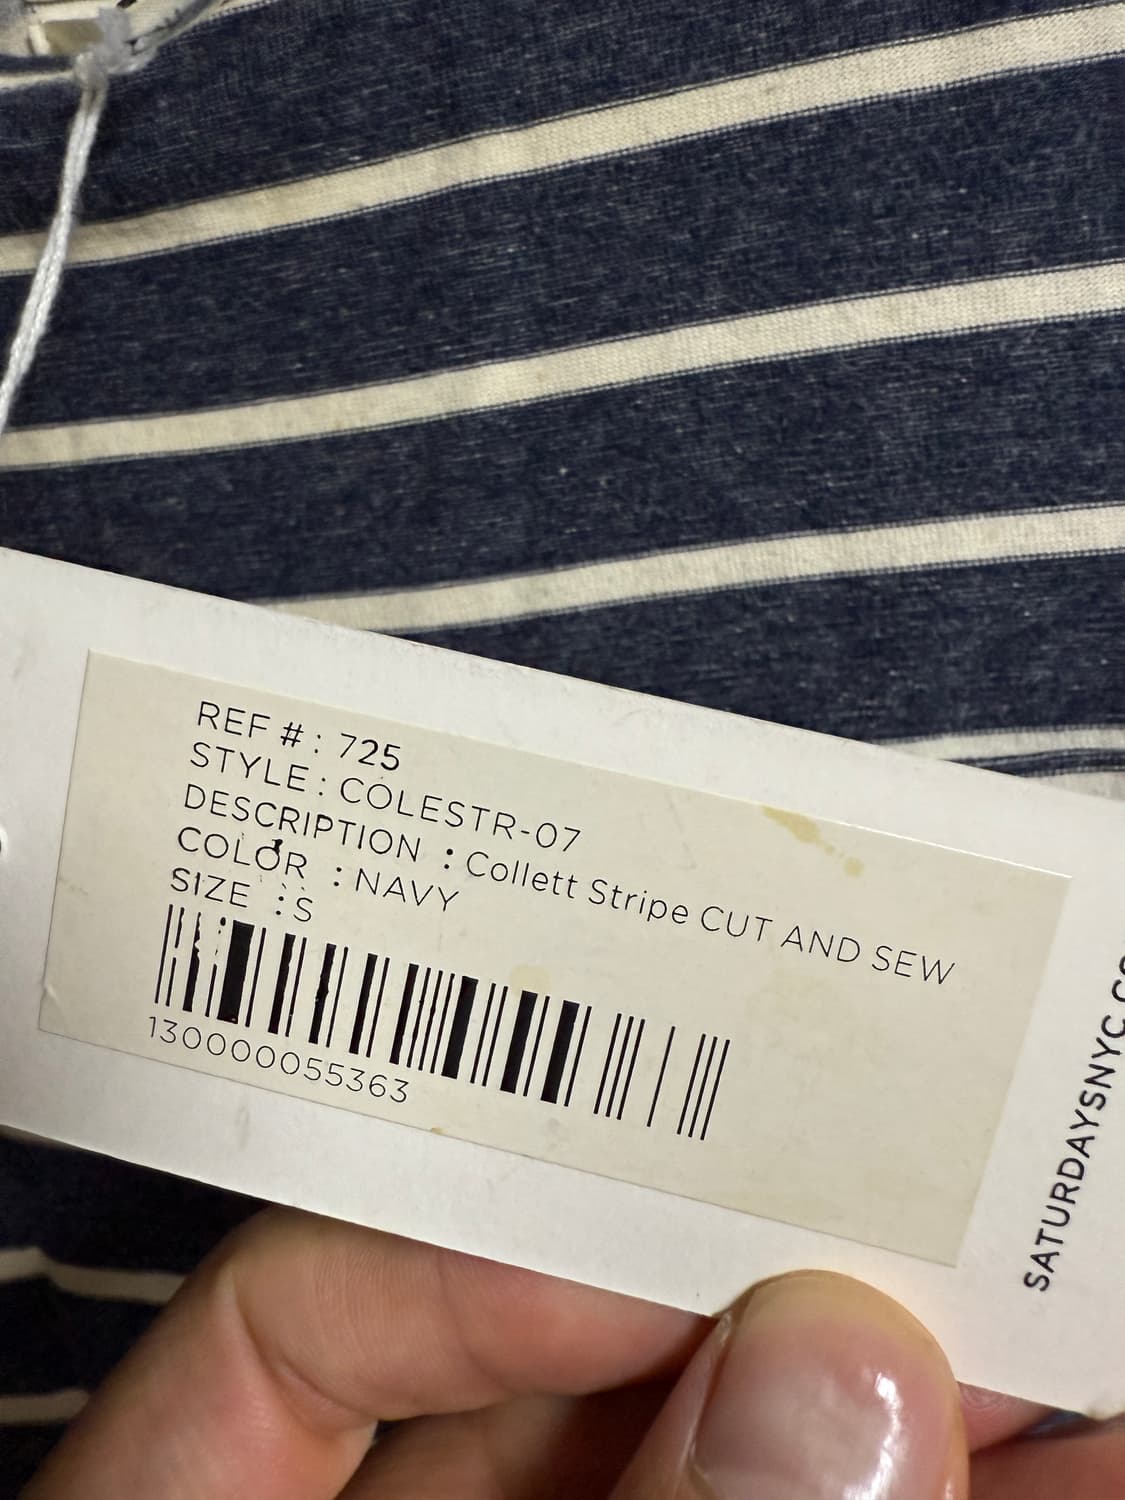 REF # : 725
STYLE : COLESTR-07
DESCRIPTION : Collett Stripe CUT AND SEW
COLOR : NAVY
SIZE : S
130000055363
SATURDAYSNYC.CO